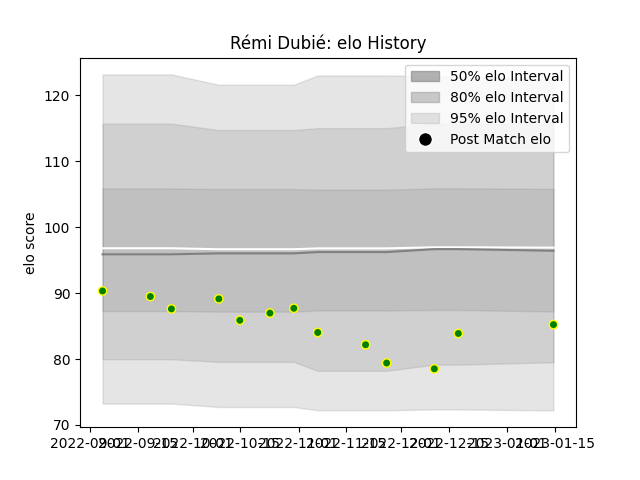 Rémi Dubié: elo History
50% elo Interval
80% elo Interval
95% elo Interval
Post Match elo
elo score
120
110
100
90
80
70
2022-09-01
2022-09-15
2022-10-01
2022-10-15
2022-11-01
2022-11-15
2022-12-01
2022-12-15
2023-01-01
2023-01-15